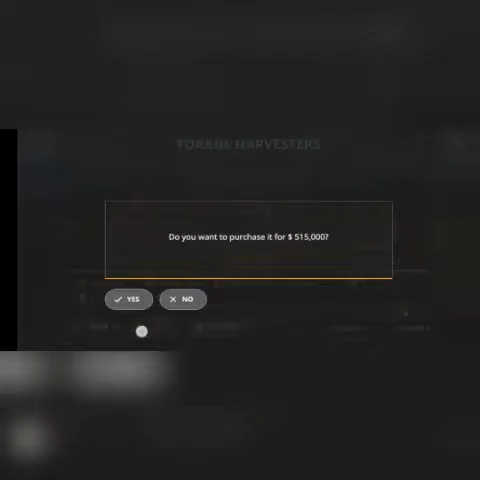 FORAGE HARVESTERS
Do you want to purchase it for $ 515,000?
YES
NO